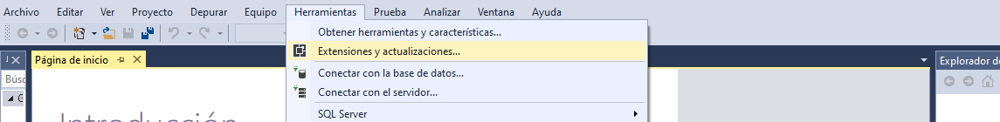 Archivo Editar Ver Proyecto Depurar Equipo Herramientas Prueba Analizar Ventana Ayuda
Obtener herramientas y características...
Extensiones y actualizaciones...
Conectar con la base de datos...
Conectar con el servidor...
SQL Server
Página de inicio
Explorador de
Búsc
Introducción